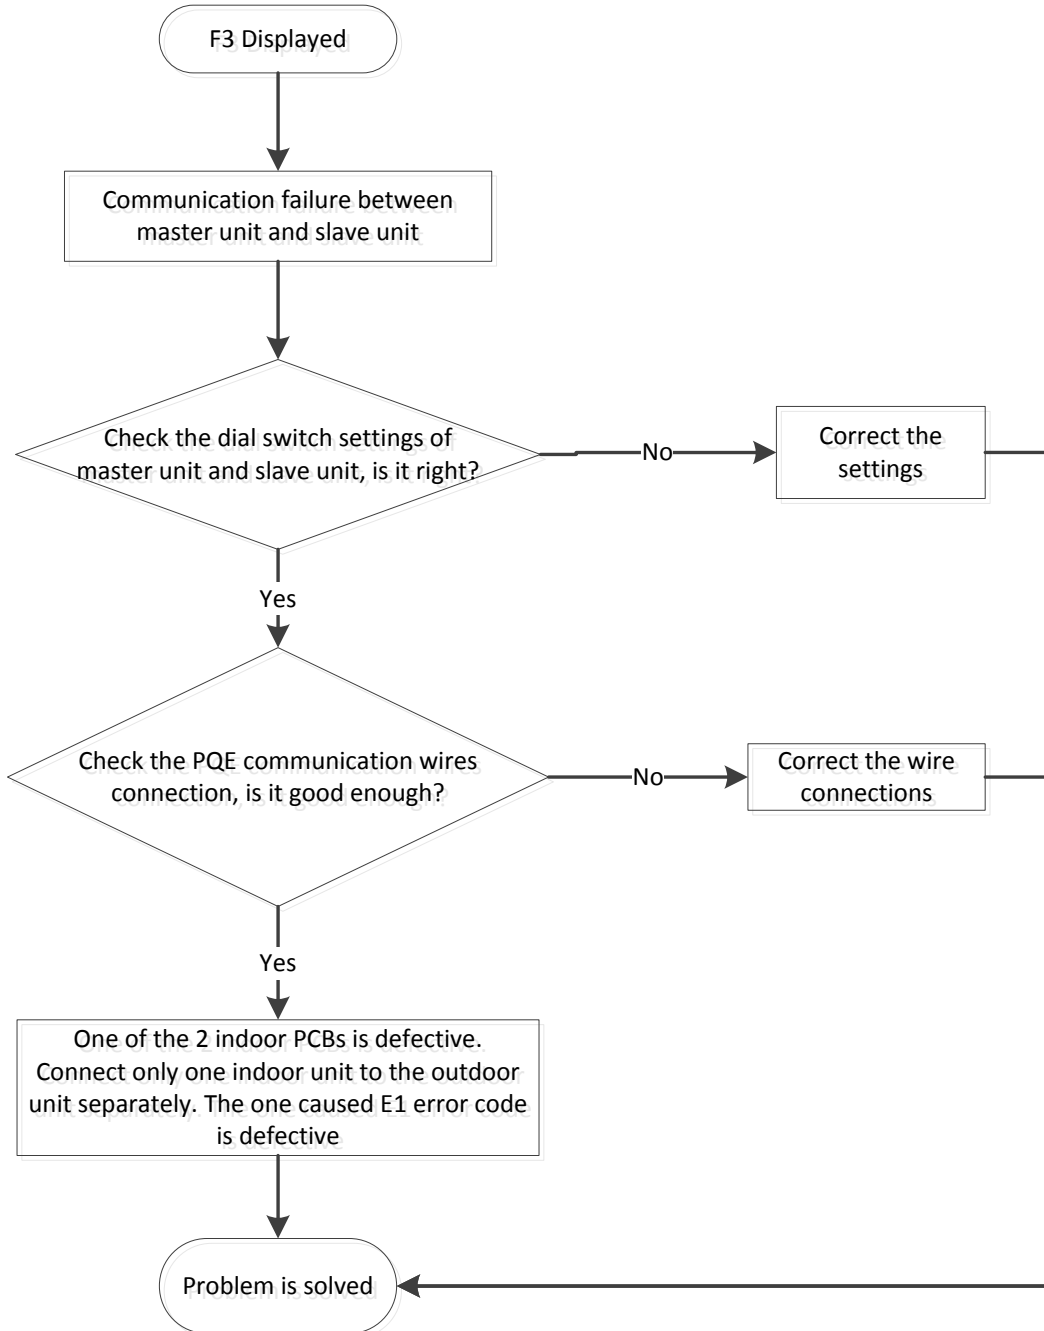 F3 Displayed
Communication failure between
master unit and slave unit
Check the dial switch settings of
master unit and slave unit, is it right?
No
Correct the
settings
Yes
Check the PQE communication wires
connection, is it good enough?
No
Correct the wire
connections
Yes
One of the 2 indoor PCBs is defective.
Connect only one indoor unit to the outdoor
unit separately. The one caused E1 error code
is defective
Problem is solved